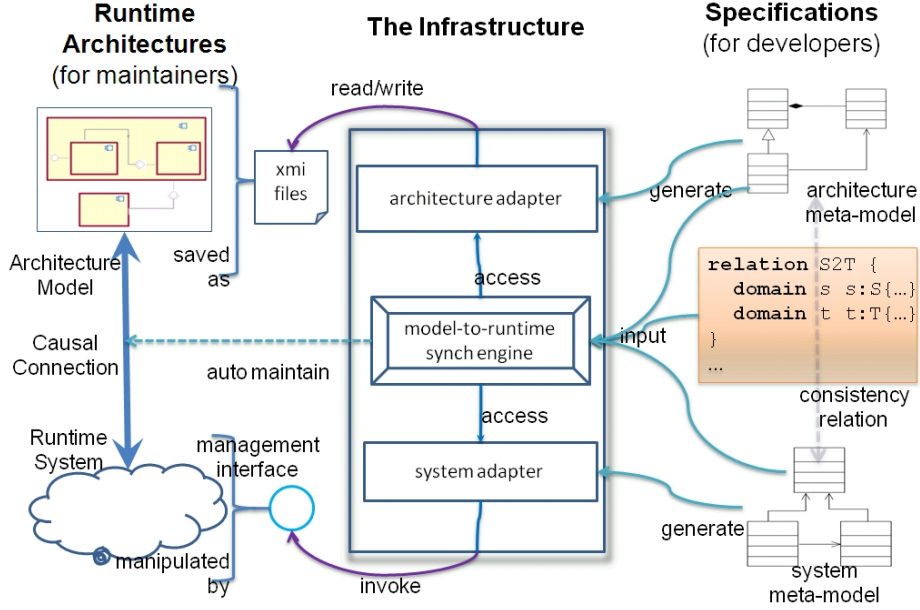 Runtime
Architectures
(for maintainers)
The Infrastructure
Specifications
(for developers)
read/write
xmi
files
saved
as
Architecture
Model
architecture adapter
access
generate
architecture
meta-model
relation S2T {
domain s s:S{…}
domain t t:T{…}
}
…
model-to-runtime
synch engine
input
Causal
Connection
auto maintain
access
consistency
relation
Runtime
System
management
interface
system adapter
generate
manipulated
by
invoke
system
meta-model